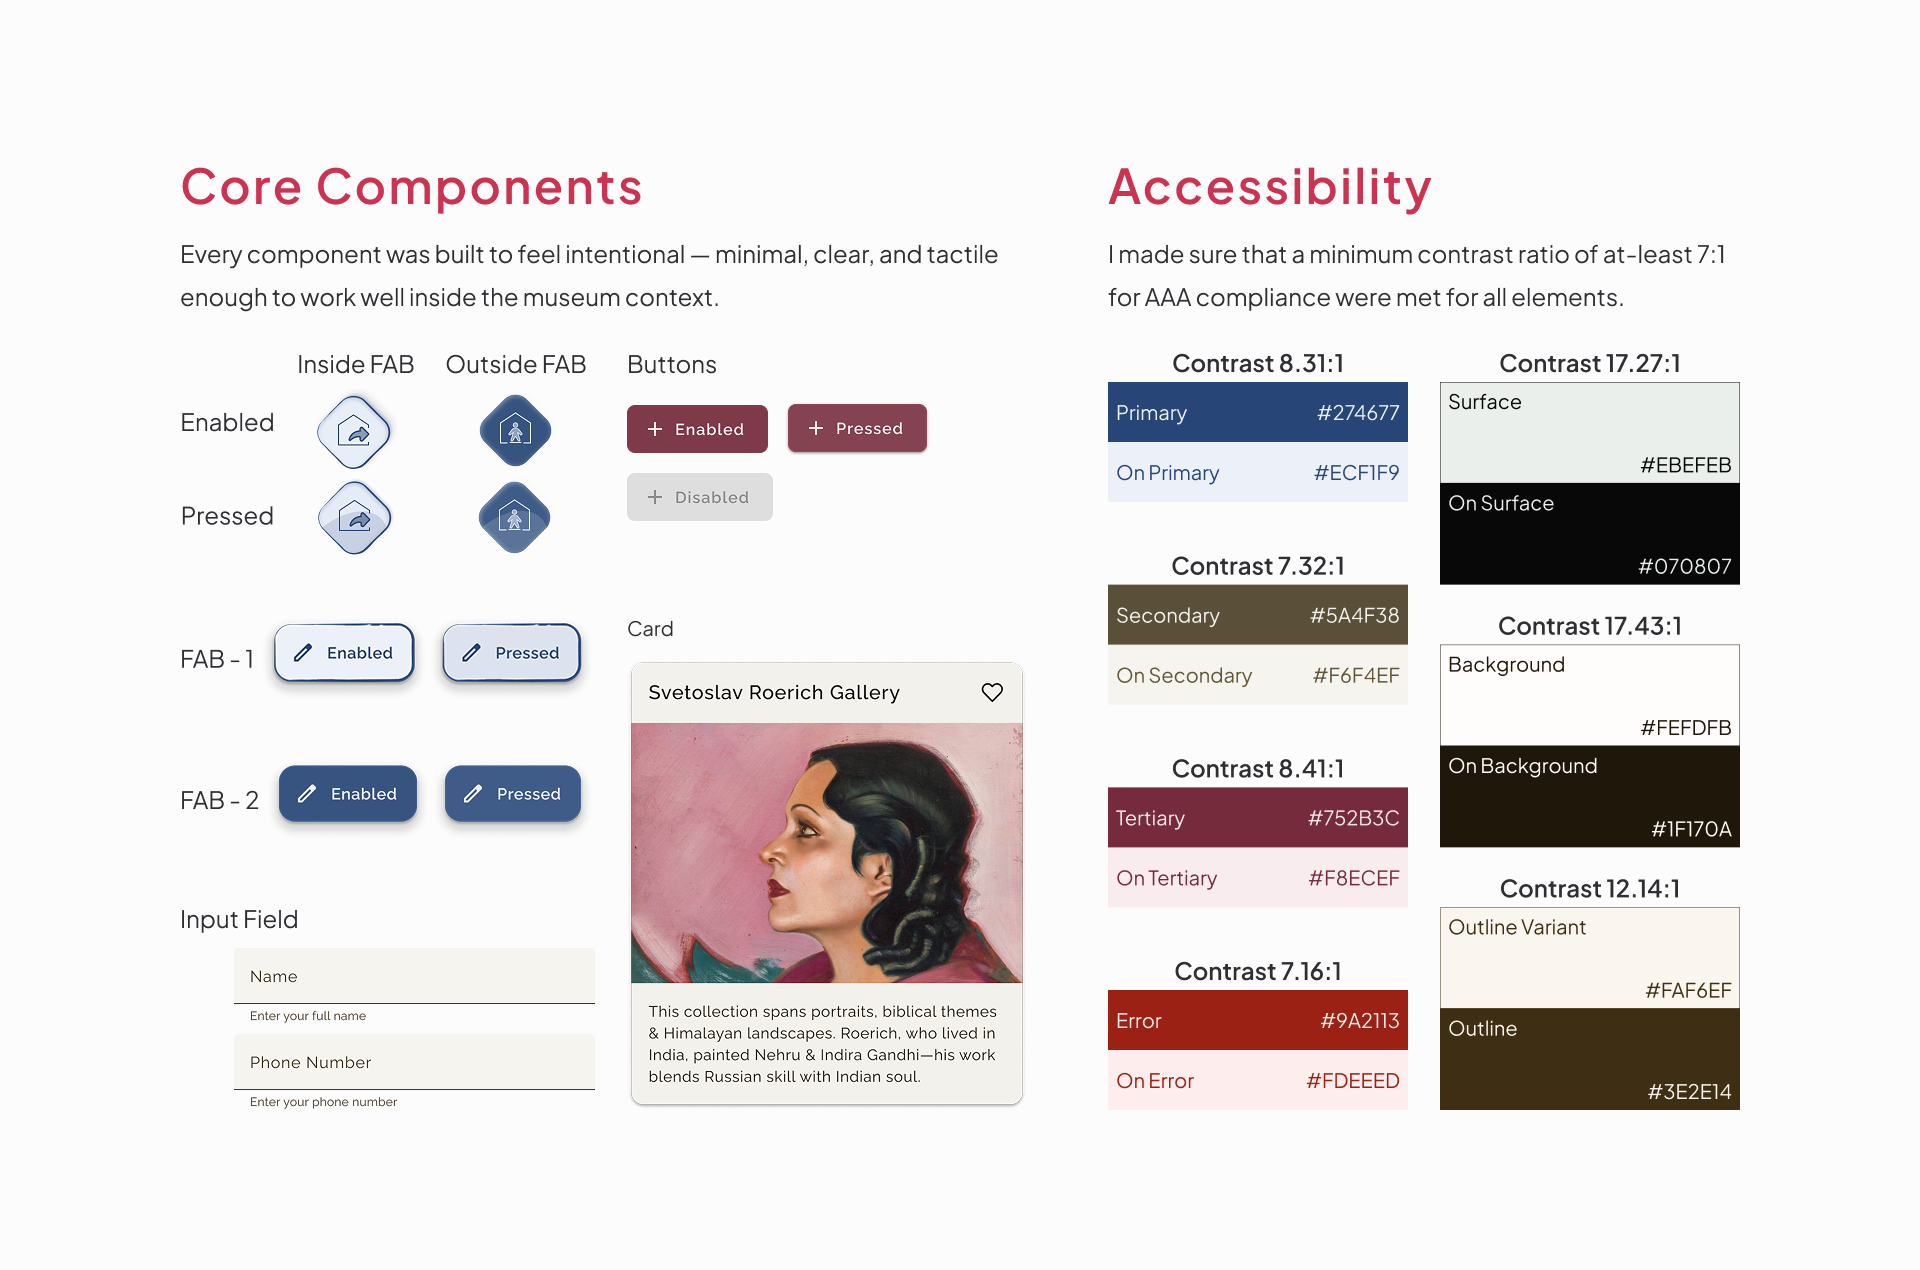 Core Components
Every component was built to feel intentional — minimal, clear, and tactile
enough to work well inside the museum context.
Inside FAB
Outside FAB
Enabled
Pressed
Buttons
Enabled
Pressed
Disabled
FAB - 1
Enabled
Pressed
FAB - 2
Enabled
Pressed
Input Field
Name
Enter your full name
Phone Number
Enter your phone number
Card
Svetoslav Roerich Gallery
This collection spans portraits, biblical themes
& Himalayan landscapes. Roerich, who lived in
India, painted Nehru & Indira Gandhi—his work
blends Russian skill with Indian soul.
Accessibility
I made sure that a minimum contrast ratio of at-least 7:1
for AAA compliance were met for all elements.
Contrast 8.31:1
Primary #274677
On Primary #ECF1F9
Contrast 7.32:1
Secondary #5A4F38
On Secondary #F6F4EF
Contrast 8.41:1
Tertiary #752B3C
On Tertiary #F8ECEF
Contrast 7.16:1
Error #9A2113
On Error #FDEEED
Contrast 17.27:1
Surface
#EBEFEB
On Surface
#070807
Contrast 17.43:1
Background
#FEFDFB
On Background
#1F170A
Contrast 12.14:1
Outline Variant
#FAF6EF
Outline
#3E2E14